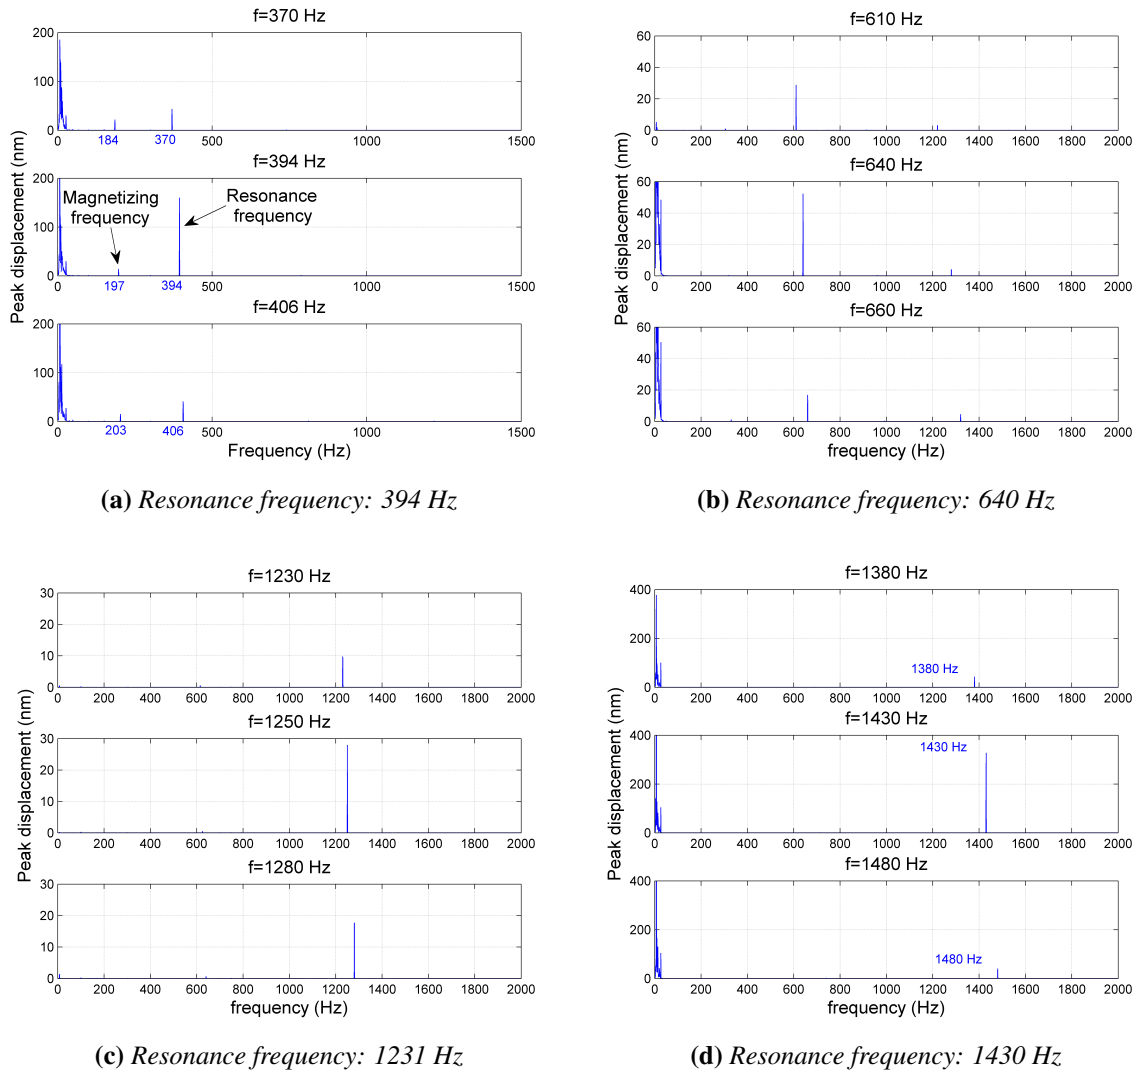 f=370 Hz
200
100
0
184
370
0
500
1000
1500
f=394 Hz
200
100
0
Magnetizing
frequency
Resonance
frequency
197
394
0
500
1000
1500
f=406 Hz
200
100
0
203
406
0
500
1000
1500
Peak displacement (nm)
Frequency (Hz)
(a) Resonance frequency: 394 Hz
f=610 Hz
60
40
20
0
0 200 400 600 800 1000 1200 1400 1600 1800 2000
f=640 Hz
60
40
20
0
0 200 400 600 800 1000 1200 1400 1600 1800 2000
f=660 Hz
60
40
20
0
0 200 400 600 800 1000 1200 1400 1600 1800 2000
Peak displacement (nm)
frequency (Hz)
(b) Resonance frequency: 640 Hz
f=1230 Hz
30
20
10
0
0 200 400 600 800 1000 1200 1400 1600 1800 2000
f=1250 Hz
30
20
10
0
0 200 400 600 800 1000 1200 1400 1600 1800 2000
f=1280 Hz
30
20
10
0
0 200 400 600 800 1000 1200 1400 1600 1800 2000
Peak displacement (nm)
frequency (Hz)
(c) Resonance frequency: 1231 Hz
f=1380 Hz
400
200
0
1380 Hz
0 200 400 600 800 1000 1200 1400 1600 1800 2000
f=1430 Hz
400
200
0
1430 Hz
0 200 400 600 800 1000 1200 1400 1600 1800 2000
f=1480 Hz
400
200
0
1480 Hz
0 200 400 600 800 1000 1200 1400 1600 1800 2000
Peak displacement (nm)
frequency (Hz)
(d) Resonance frequency: 1430 Hz